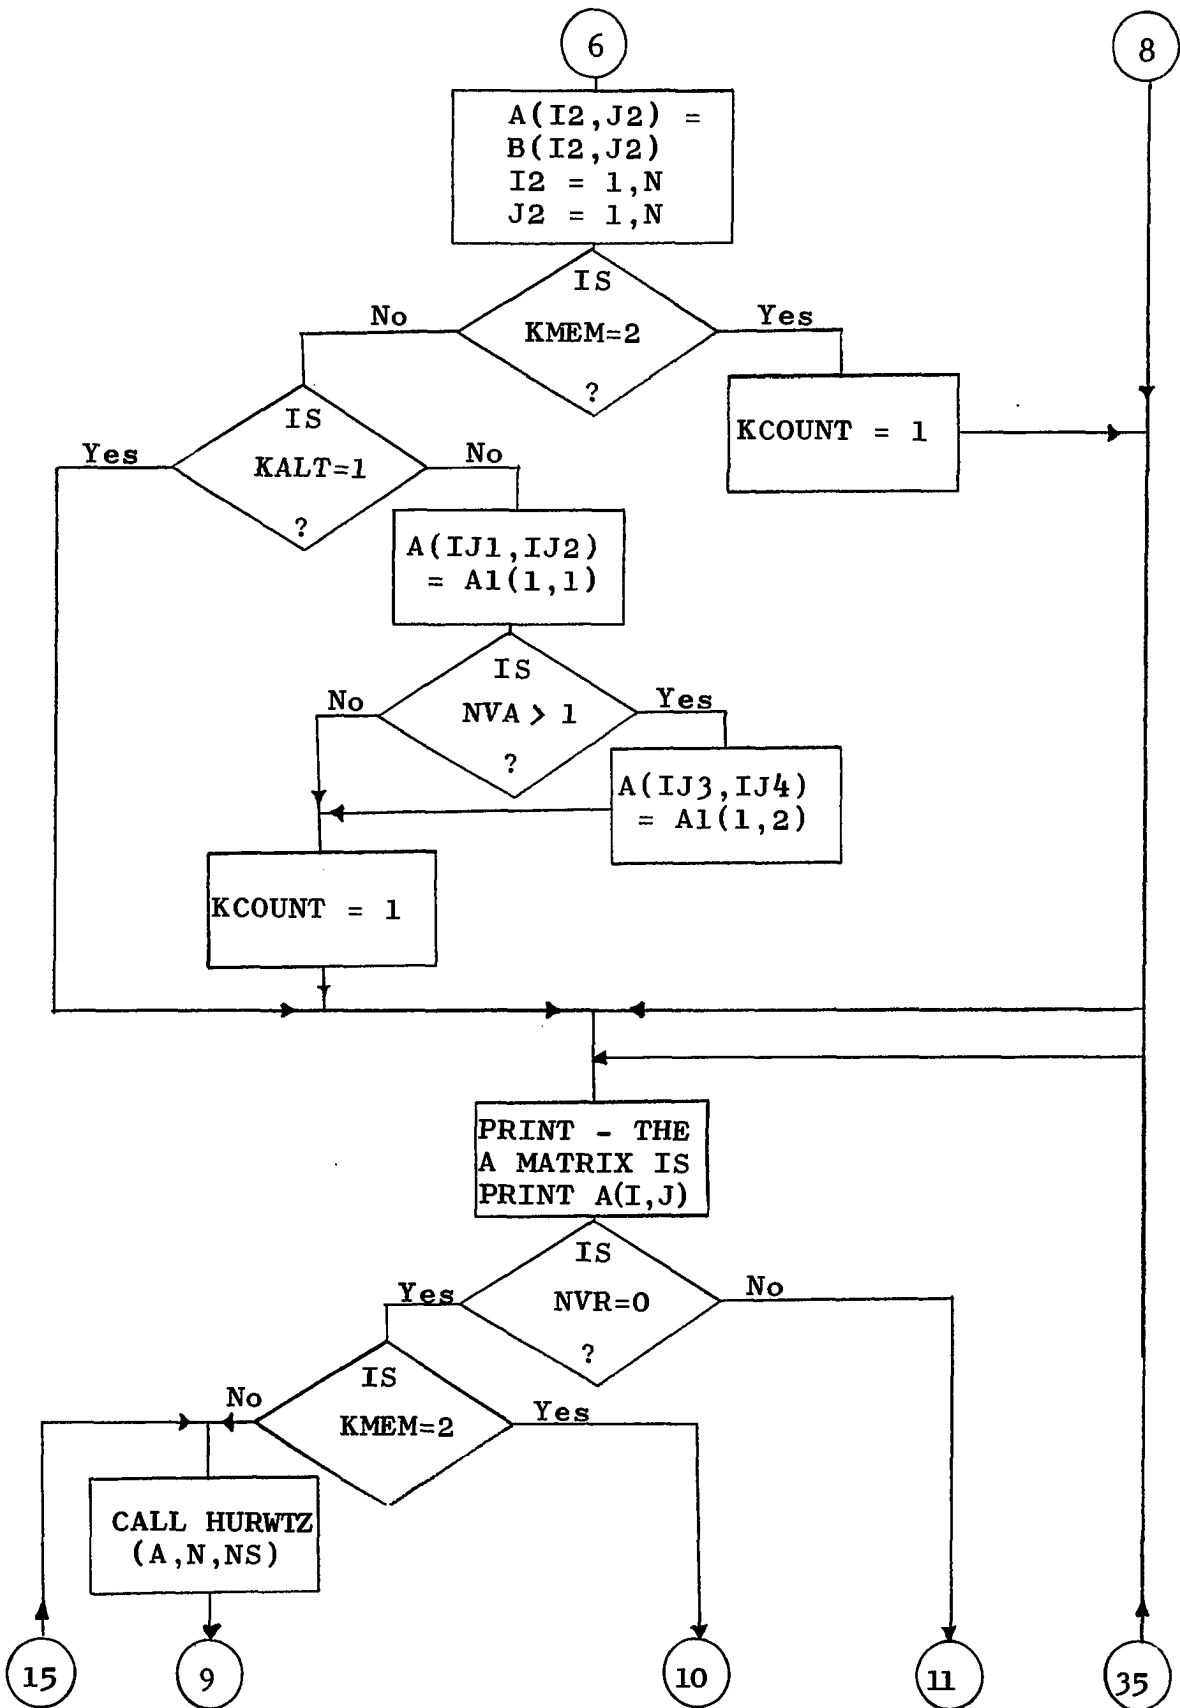 6
8
A(I2,J2) =
B(I2,J2)
I2 = 1,N
J2 = 1,N
IS
KMEM=2
?
No
Yes
KCOUNT = 1
IS
KALT=1
?
Yes
No
A(IJ1,IJ2)
= A1(1,1)
IS
NVA > 1
?
No
Yes
A(IJ3,IJ4)
= A1(1,2)
KCOUNT = 1
PRINT - THE
A MATRIX IS
PRINT A(I,J)
IS
NVR=0
?
Yes
No
IS
KMEM=2
No
Yes
CALL HURWTZ
(A,N,NS)
15
9
10
11
35